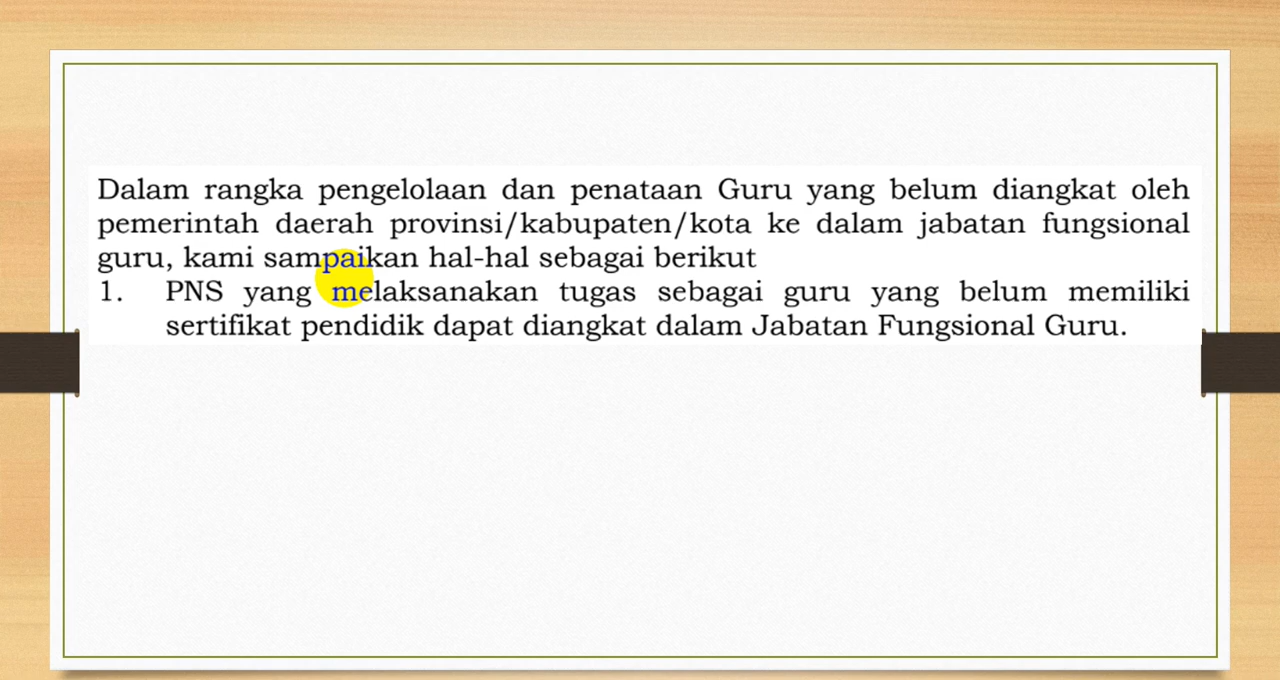 Dalam rangka pengelolaan dan penataan Guru yang belum diangkat oleh
pemerintah daerah provinsi/kabupaten/kota ke dalam jabatan fungsional
guru, kami sampaikan hal-hal sebagai berikut
1. PNS yang melaksanakan tugas sebagai guru yang belum memiliki
sertifikat pendidik dapat diangkat dalam Jabatan Fungsional Guru.